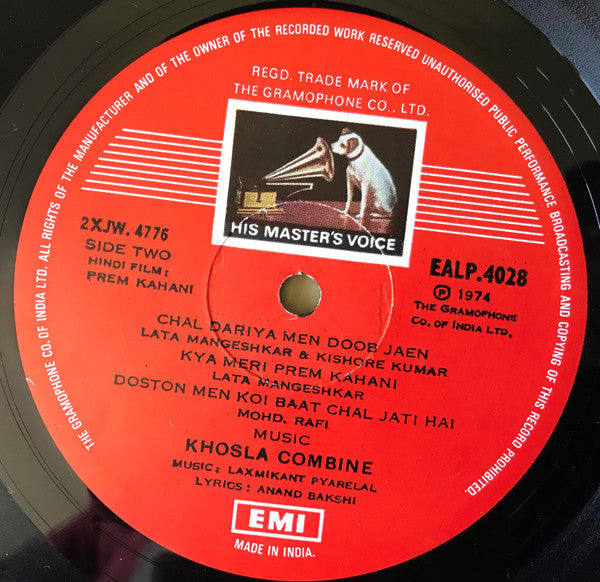 THE GRAMOPHONE CO. OF INDIA LTD. ALL RIGHTS OF THE MANUFACTURER AND OF THE OWNER OF THE RECORDED WORK RESERVED UNAUTHORISED PUBLIC PERFORMANCE BROADCASTING AND COPYING OF THIS RECORD PROHIBITED.
REGD. TRADE MARK OF
THE GRAMOPHONE CO., LTD.
HIS MASTER'S VOICE
2XJW. 4776
SIDE TWO
HINDI FILM;
PREM KAHANI
EALP.4028
℗ 1974
THE GRAMOPHONE
CO. OF INDIA LTD.
CHAL DARIYA MEN DOOB JAEN
LATA MANGESHKAR & KISHORE KUMAR
KYA MERI PREM KAHANI
LATA MANGESHKAR
DOSTON MEN KOI BAAT CHAL JATI HAI
MOHD. RAFI
MUSIC
KHOSLA COMBINE
MUSIC; LAXMIKANT PYARELAL
LYRICS; ANAND BAKSHI
EMI
MADE IN INDIA.